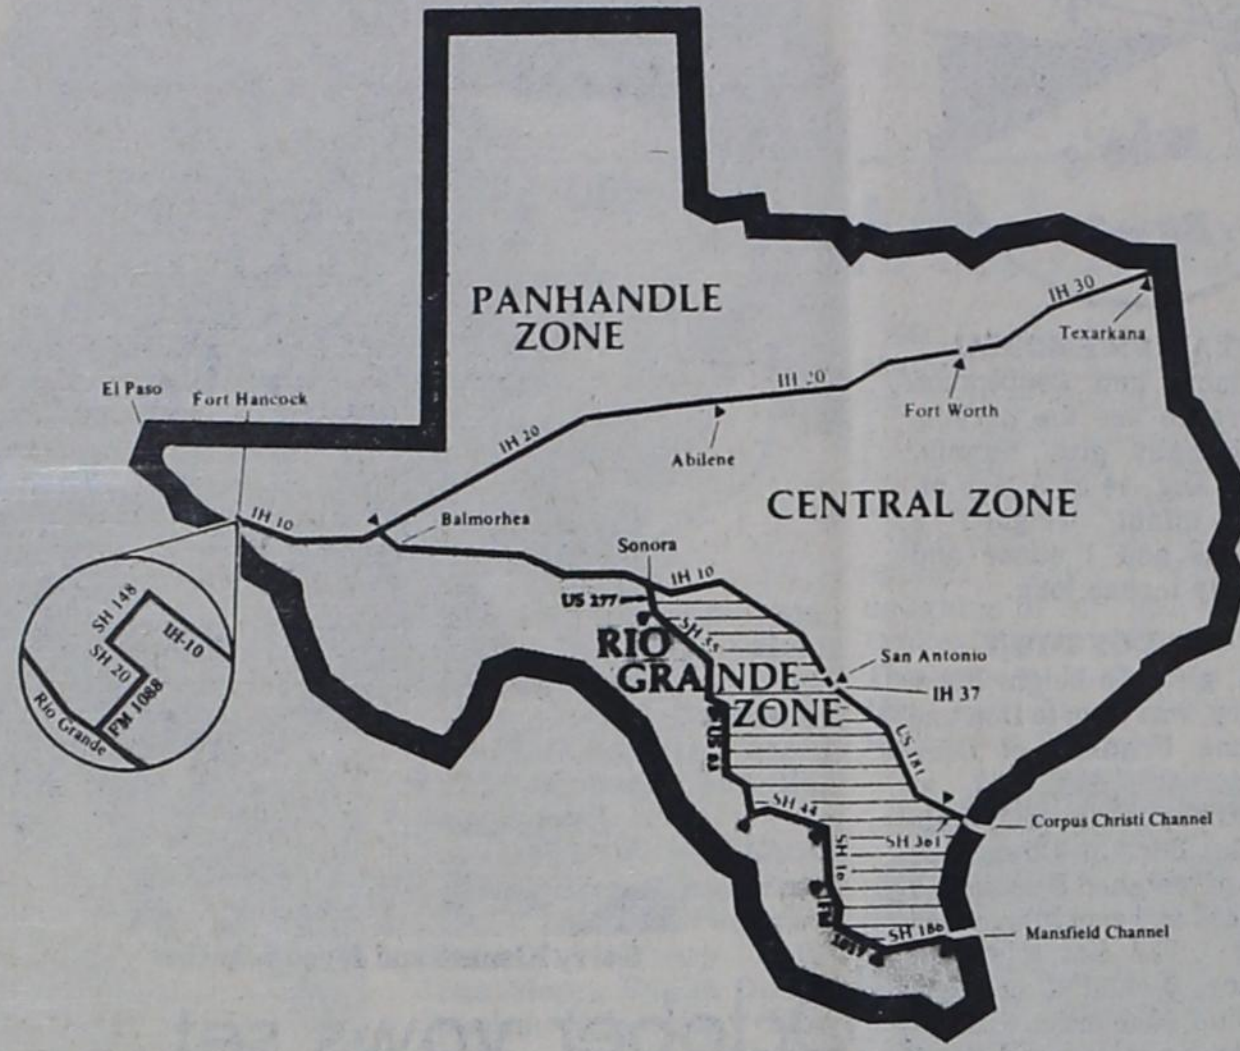 PANHANDLE
ZONE
IH 30
Texarkana
IH 20
El Paso
Fort Hancock
Fort Worth
IH 20
Abilene
CENTRAL ZONE
IH 10
Balmorhea
Sonora
IH 10
US 277
SH 148
IH-10
SH 20
FM 1088
Rio Grande
RIO
GRANDE
ZONE
San Antonio
IH 37
US 181
SH 44
Corpus Christi Channel
SH 361
SH 186
Mansfield Channel
FM
1017